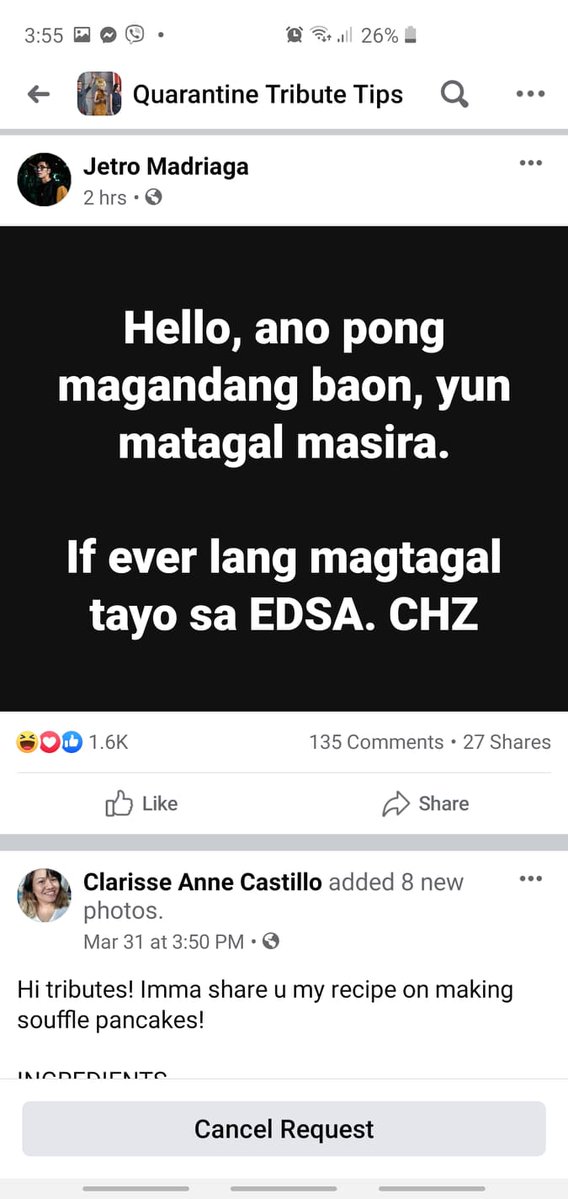 3:55
26%
Quarantine Tribute Tips
Jetro Madriaga
2 hrs
Hello, ano pong
magandang baon, yun
matagal masira.
If ever lang magtagal
tayo sa EDSA. CHZ
1.6K
135 Comments • 27 Shares
Like
Share
Clarisse Anne Castillo added 8 new
photos.
Mar 31 at 3:50 PM
Hi tributes! Imma share u my recipe on making
souffle pancakes!
INGREDIENTS
Cancel Request